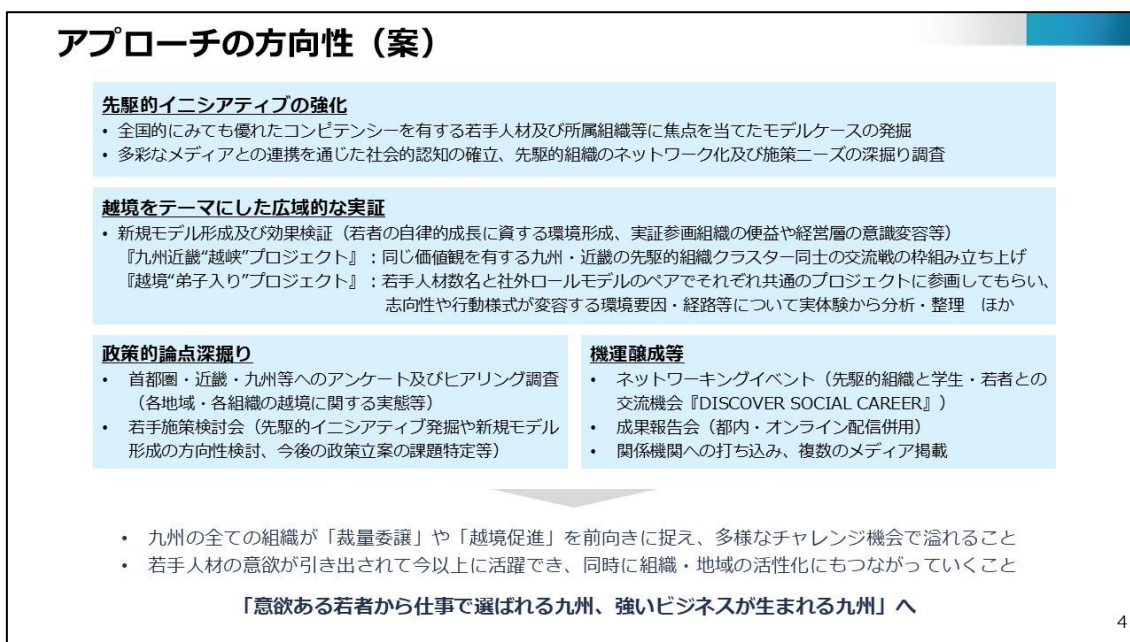 アプローチの方向性（案）
先駆的イニシアティブの強化
• 全国的にみても優れたコンピテンシーを有する若手人材及び所属組織等に焦点を当てたモデルケースの発掘
• 多彩なメディアとの連携を通じた社会的認知の確立、先駆的組織のネットワーク化及び施策ニーズの深掘り調査
越境をテーマにした広域的な実証
• 新規モデル形成及び効果検証（若者の自律的成長に資する環境形成、実証参画組織の便益や経営層の意識変容等）
『九州近畿“越峡”プロジェクト』：同じ価値観を有する九州・近畿の先駆的組織クラスター同士の交流戦の枠組み立ち上げ
『越境“弟子入り”プロジェクト』：若手人材数名と社外ロールモデルのペアでそれぞれ共通のプロジェクトに参画してもらい、
志向性や行動様式が変容する環境要因・経路等について実体験から分析・整理　ほか
政策的論点深掘り
• 首都圏・近畿・九州等へのアンケート及びヒアリング調査
（各地域・各組織の越境に関する実態等）
• 若手施策検討会（先駆的イニシアティブ発掘や新規モデル
形成の方向性検討、今後の政策立案の課題特定等）
機運醸成等
• ネットワーキングイベント（先駆的組織と学生・若者との
交流機会『DISCOVER SOCIAL CAREER』）
• 成果報告会（都内・オンライン配信併用）
• 関係機関への打ち込み、複数のメディア掲載
• 九州の全ての組織が「裁量委譲」や「越境促進」を前向きに捉え、多様なチャレンジ機会で溢れること
• 若手人材の意欲が引き出されて今以上に活躍でき、同時に組織・地域の活性化にもつながっていくこと
「意欲ある若者から仕事で選ばれる九州、強いビジネスが生まれる九州」へ
4